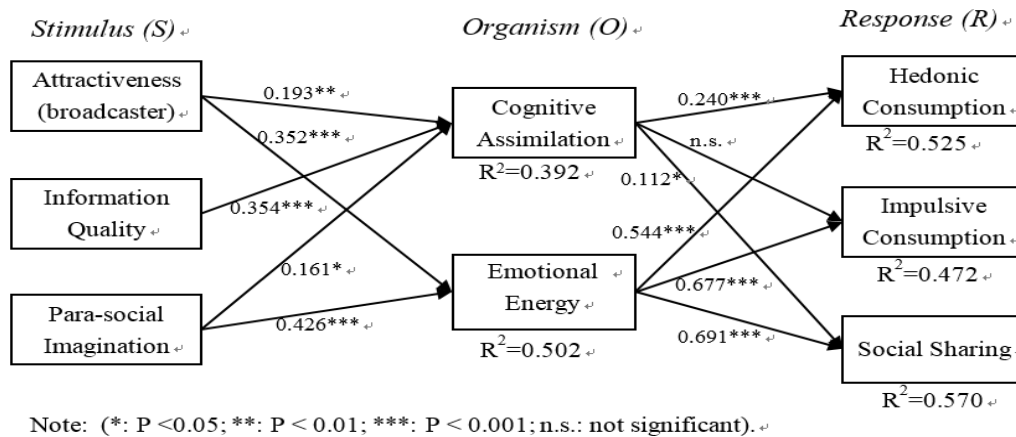 Stimulus (S)
Organism (O)
Response (R)
Attractiveness
(broadcaster)
Information
Quality
Para-social
Imagination
0.193**
0.352***
0.354***
0.161*
0.426***
Cognitive
Assimilation
R²=0.392
Emotional
Energy
R²=0.502
0.240***
n.s.
0.112*
0.544***
0.677***
0.691***
Hedonic
Consumption
R²=0.525
Impulsive
Consumption
R²=0.472
Social Sharing
R²=0.570
Note: (*: P <0.05; **: P < 0.01; ***: P < 0.001; n.s.: not significant).